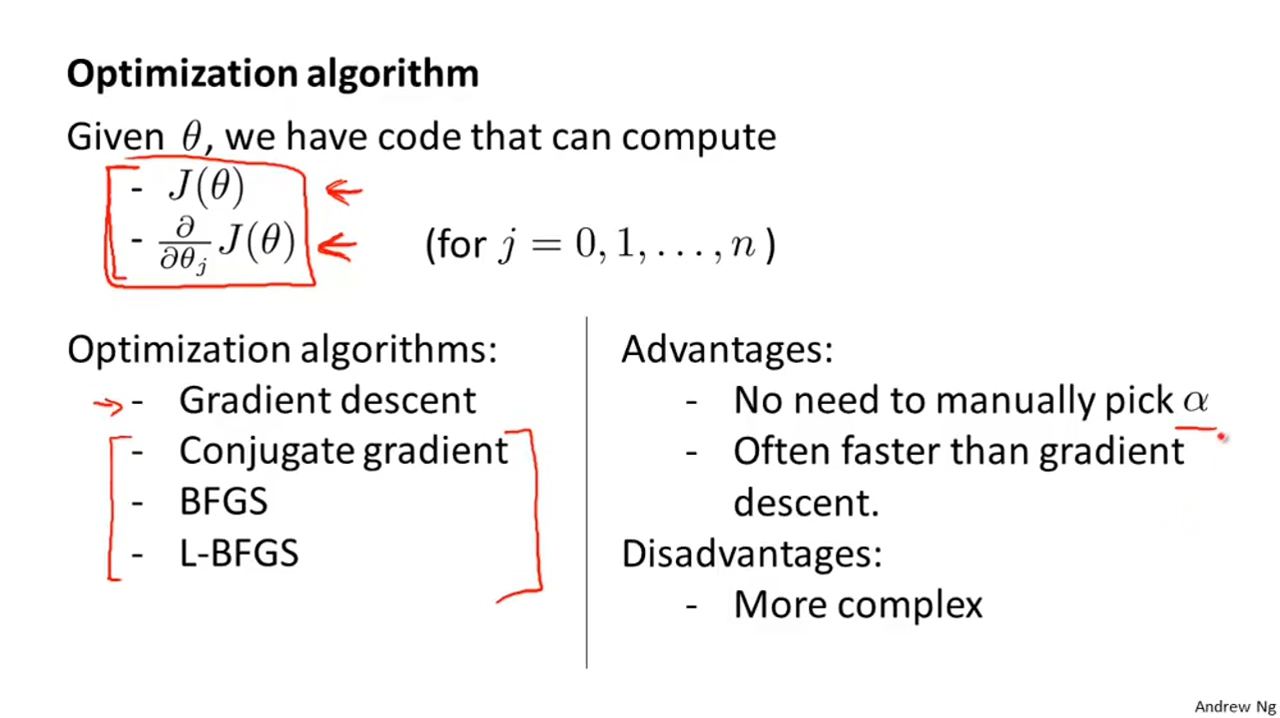 Optimization algorithm
Given θ, we have code that can compute
- J(θ)
- ∂/∂θ_j J(θ) (for j = 0, 1, . . . , n )
Optimization algorithms:
- Gradient descent
- Conjugate gradient
- BFGS
- L-BFGS
Advantages:
- No need to manually pick α
- Often faster than gradient
descent.
Disadvantages:
- More complex
Andrew Ng